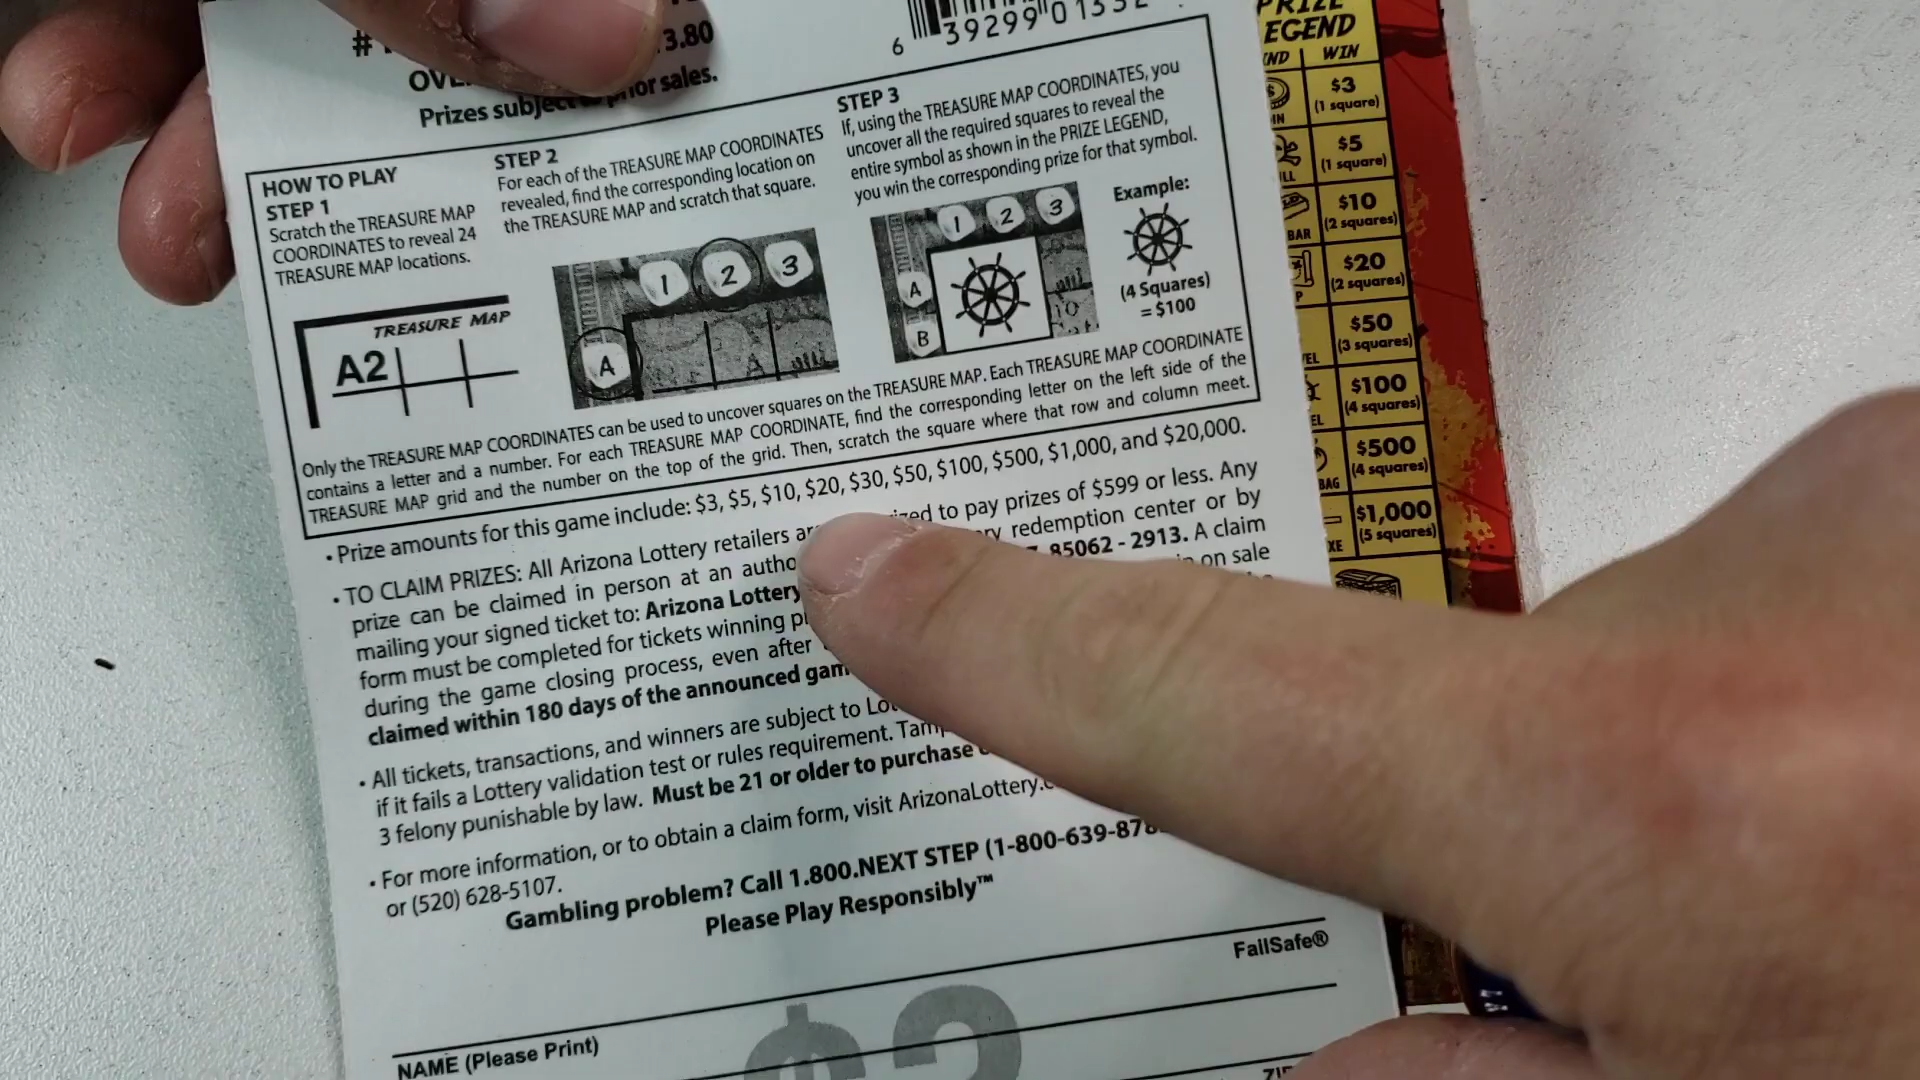 3.80
6 39299 0133
Prizes subject prior sales.
HOW TO PLAY
STEP 1
Scratch the TREASURE MAP
COORDINATES to reveal 24
TREASURE MAP locations.
TREASURE MAP
A2
STEP 2
For each of the TREASURE MAP COORDINATES
revealed, find the corresponding location on
the TREASURE MAP and scratch that square.
1 2 3
A
STEP 3
If, using the TREASURE MAP COORDINATES, you
uncover all the required squares to reveal the
entire symbol as shown in the PRIZE LEGEND,
you win the corresponding prize for that symbol.
1 2 3
A
B
Example:
(4 Squares)
= $100
Only the TREASURE MAP COORDINATES can be used to uncover squares on the TREASURE MAP. Each TREASURE MAP COORDINATE
contains a letter and a number. For each TREASURE MAP COORDINATE, find the corresponding letter on the left side of the
TREASURE MAP grid and the number on the top of the grid. Then, scratch the square where that row and column meet.
• Prize amounts for this game include: $3, $5, $10, $20, $30, $50, $100, $500, $1,000, and $20,000.
• TO CLAIM PRIZES: All Arizona Lottery retailers to pay prizes of $599 or less. Any
prize can be claimed in person at an redemption center or by
mailing your signed ticket to: Arizona Lottery 85062 - 2913. A claim
form must be completed for tickets winning on sale
during the game closing process, even after
claimed within 180 days of the announced
• All tickets, transactions, and winners are subject to
if it fails a Lottery validation test or rules requirement.
3 felony punishable by law. Must be 21 or older to purchase
• For more information, or to obtain a claim form, visit
or (520) 628-5107.
Gambling problem? Call 1.800.NEXT STEP
Please Play Responsibly™
FailSafe®
NAME (Please Print)
PRIZE
LEGEND
WIN
$3
(1 square)
$5
(1 square)
$10
(2 squares)
BAR
$20
(2 squares)
$50
(3 squares)
$100
(4 squares)
$500
(4 squares)
BAG
$1,000
(5 squares)